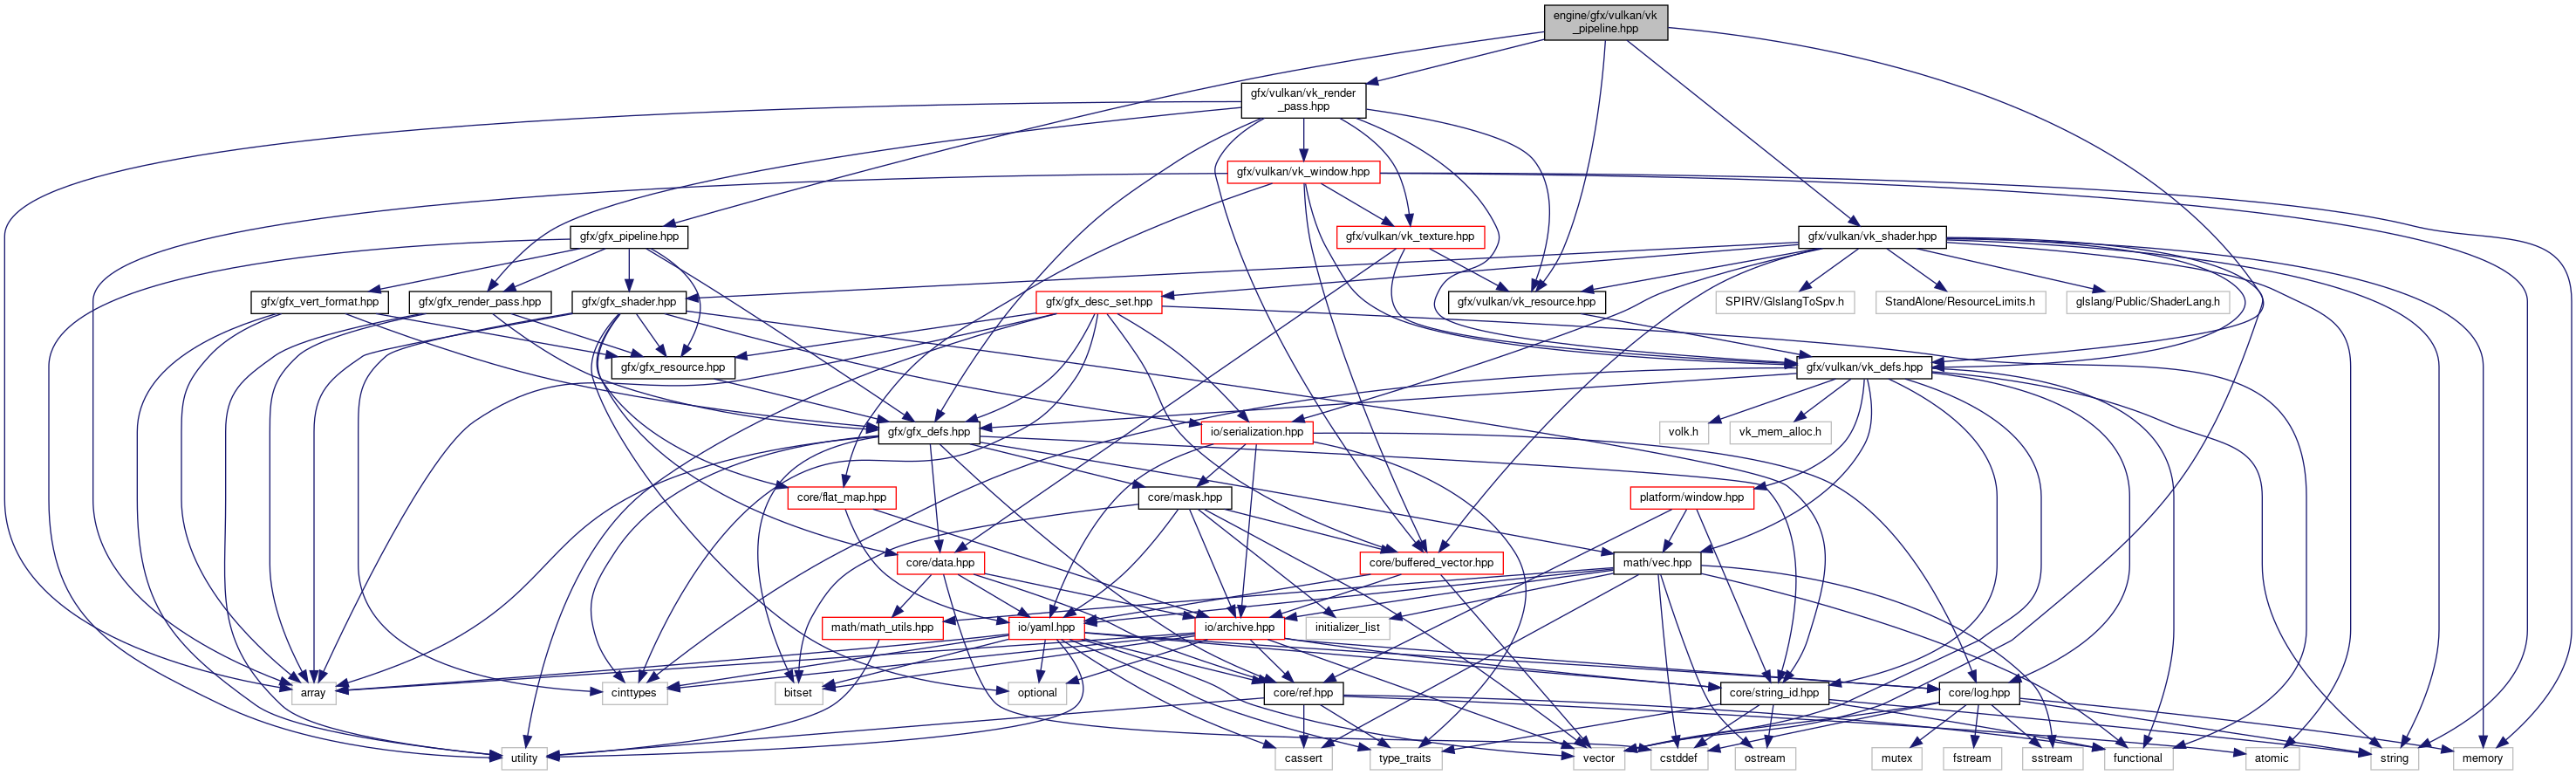 engine/gfx/vulkan/vk
_pipeline.hpp
gfx/vulkan/vk_render
_pass.hpp
gfx/vulkan/vk_window.hpp
gfx/gfx_pipeline.hpp
gfx/vulkan/vk_texture.hpp
gfx/vulkan/vk_shader.hpp
gfx/gfx_vert_format.hpp
gfx/gfx_render_pass.hpp
gfx/gfx_shader.hpp
gfx/gfx_desc_set.hpp
gfx/vulkan/vk_resource.hpp
SPIRV/GlslangToSpv.h
StandAlone/ResourceLimits.h
glslang/Public/ShaderLang.h
gfx/gfx_resource.hpp
gfx/vulkan/vk_defs.hpp
gfx/gfx_defs.hpp
io/serialization.hpp
volk.h
vk_mem_alloc.h
core/flat_map.hpp
core/mask.hpp
platform/window.hpp
core/data.hpp
core/buffered_vector.hpp
math/vec.hpp
math/math_utils.hpp
io/yaml.hpp
io/archive.hpp
initializer_list
array
cinttypes
bitset
optional
core/ref.hpp
core/string_id.hpp
core/log.hpp
utility
cassert
type_traits
vector
cstddef
ostream
mutex
fstream
sstream
functional
atomic
string
memory